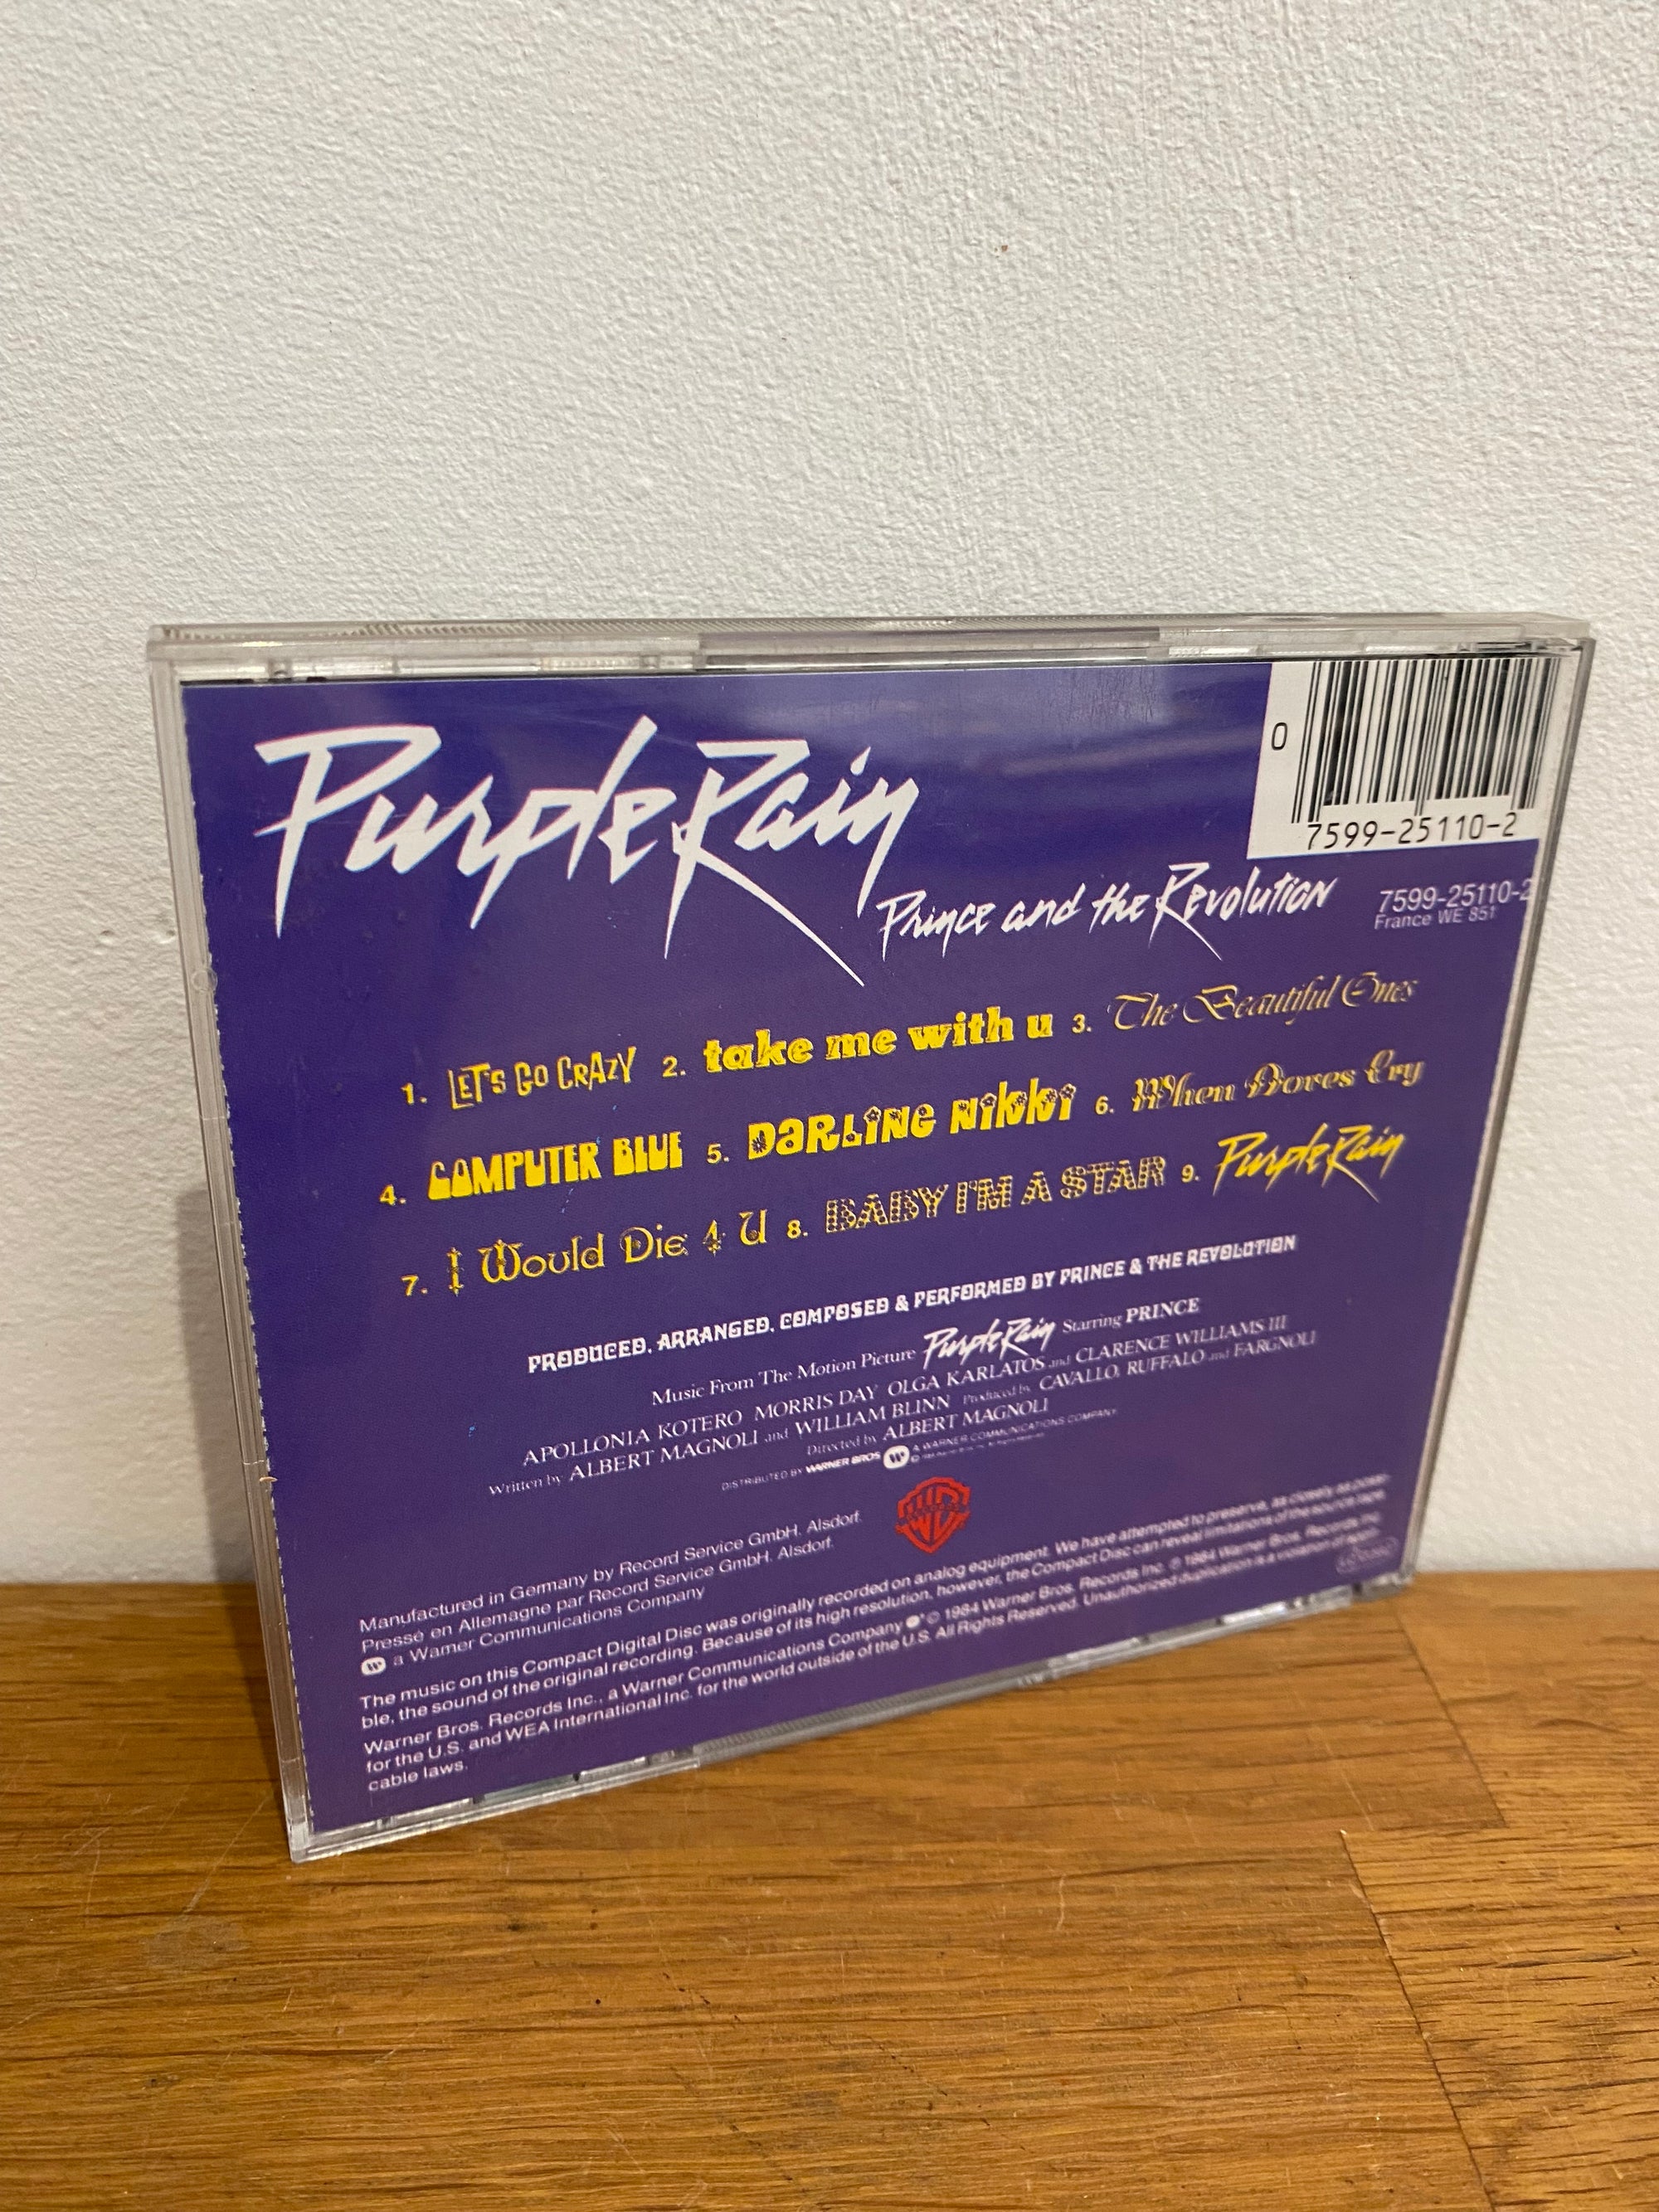 Purple Rain
0
7599-25110-2
Prince and the Revolution
7599-25110-2
France WE 851
1. LET'S GO CRAZY 2. take me with u 3. The Beautiful Ones
4. COMPUTER BLUE 5. DARLING NIKKI 6. When Doves Cry
7. I Would Die 4 U 8. BABY I'M A STAR 9. Purple Rain
PRODUCED, ARRANGED, COMPOSED & PERFORMED BY PRINCE & THE REVOLUTION
Music From The Motion Picture Purple Rain Starring PRINCE
APOLLONIA KOTERO MORRIS DAY OLGA KARLATOS and CLARENCE WILLIAMS III
Written by ALBERT MAGNOLI and WILLIAM BLINN Produced by CAVALLO, RUFFALO and FARGNOLI
Directed by ALBERT MAGNOLI
DISTRIBUTED BY WARNER BROS A WARNER COMMUNICATIONS COMPANY
Manufactured in Germany by Record Service GmbH, Alsdorf.
Pressé en Allemagne par Record Service GmbH, Alsdorf.
a Warner Communications Company
The music on this Compact Digital Disc was originally recorded on analog equipment. We have attempted to preserve, as closely as possi-
ble, the sound of the original recording. Because of its high resolution, however, the Compact Disc can reveal limitations of the source tape.
Warner Bros. Records Inc., a Warner Communications Company ℗ © 1984 Warner Bros. Records Inc. © 1984 Warner Bros. Records Inc.
for the U.S. and WEA International Inc. for the world outside of the U.S. All Rights Reserved. Unauthorized duplication is a violation of appli-
cable laws.